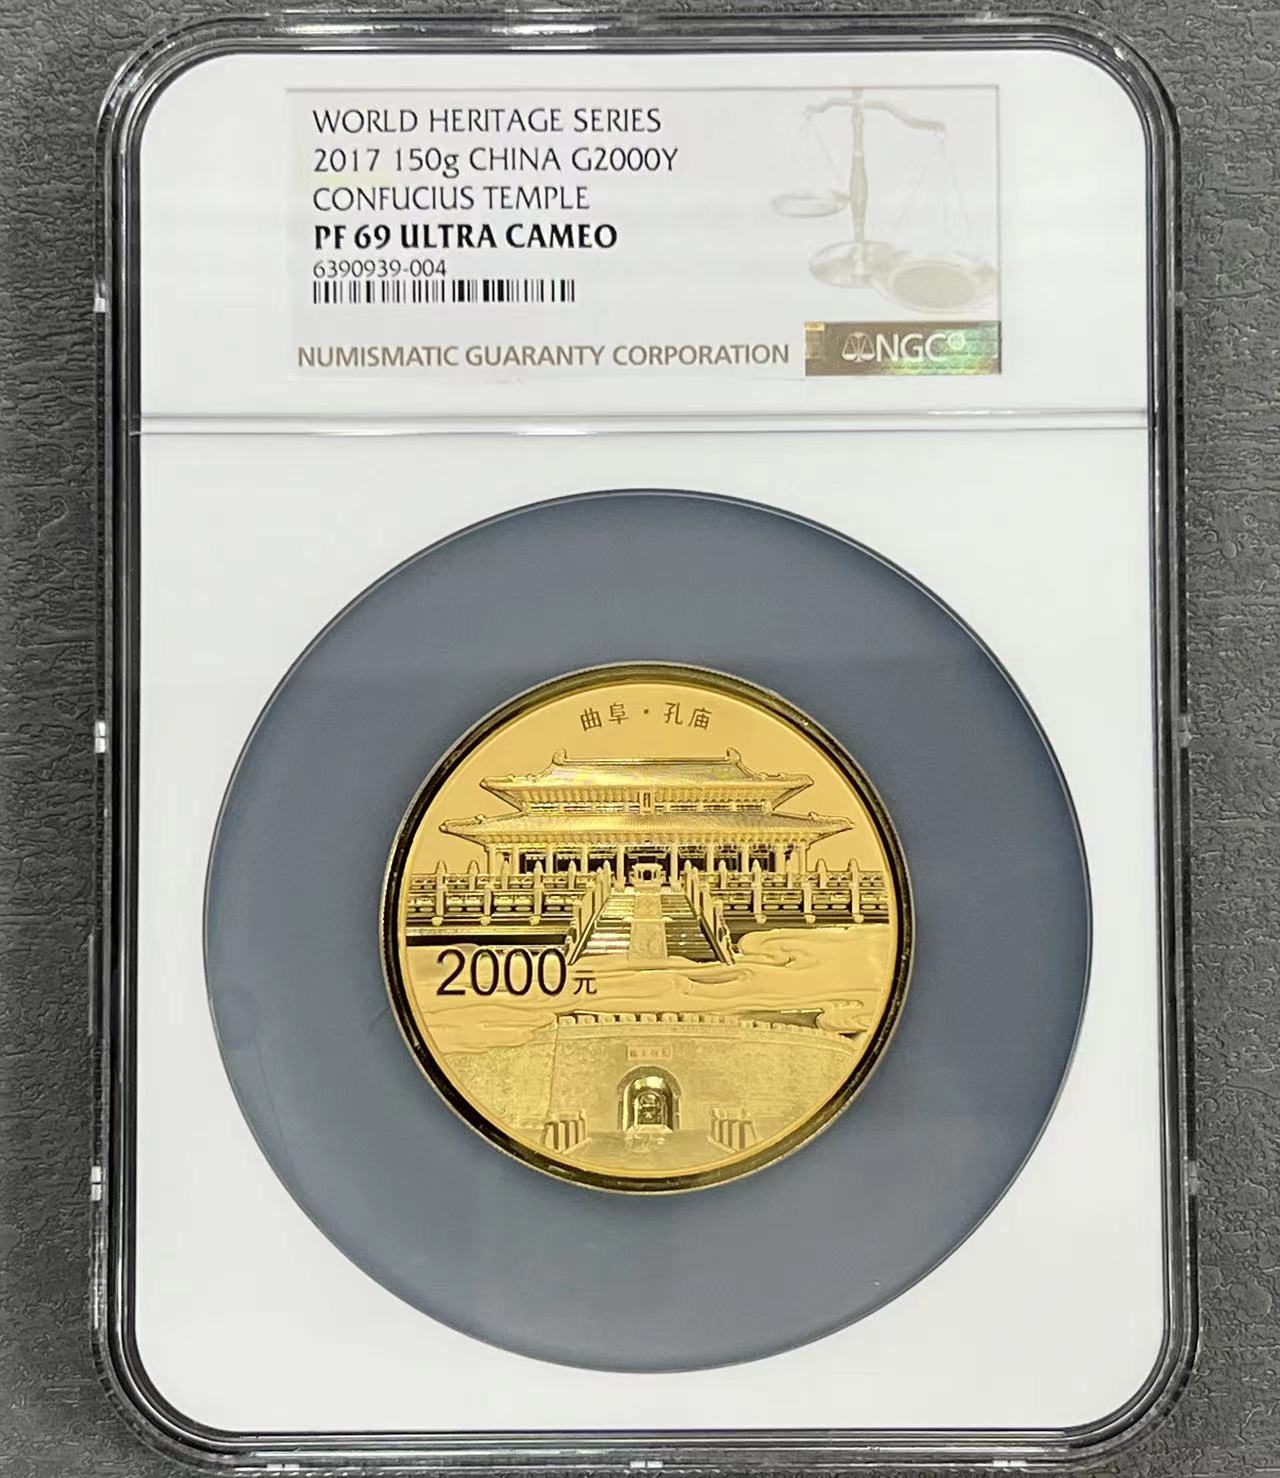 WORLD HERITAGE SERIES
2017 150g CHINA G2000Y
CONFUCIUS TEMPLE
PF 69 ULTRA CAMEO
6390939-004
NUMISMATIC GUARANTY CORPORATION
NGC
曲阜·孔庙
2000元